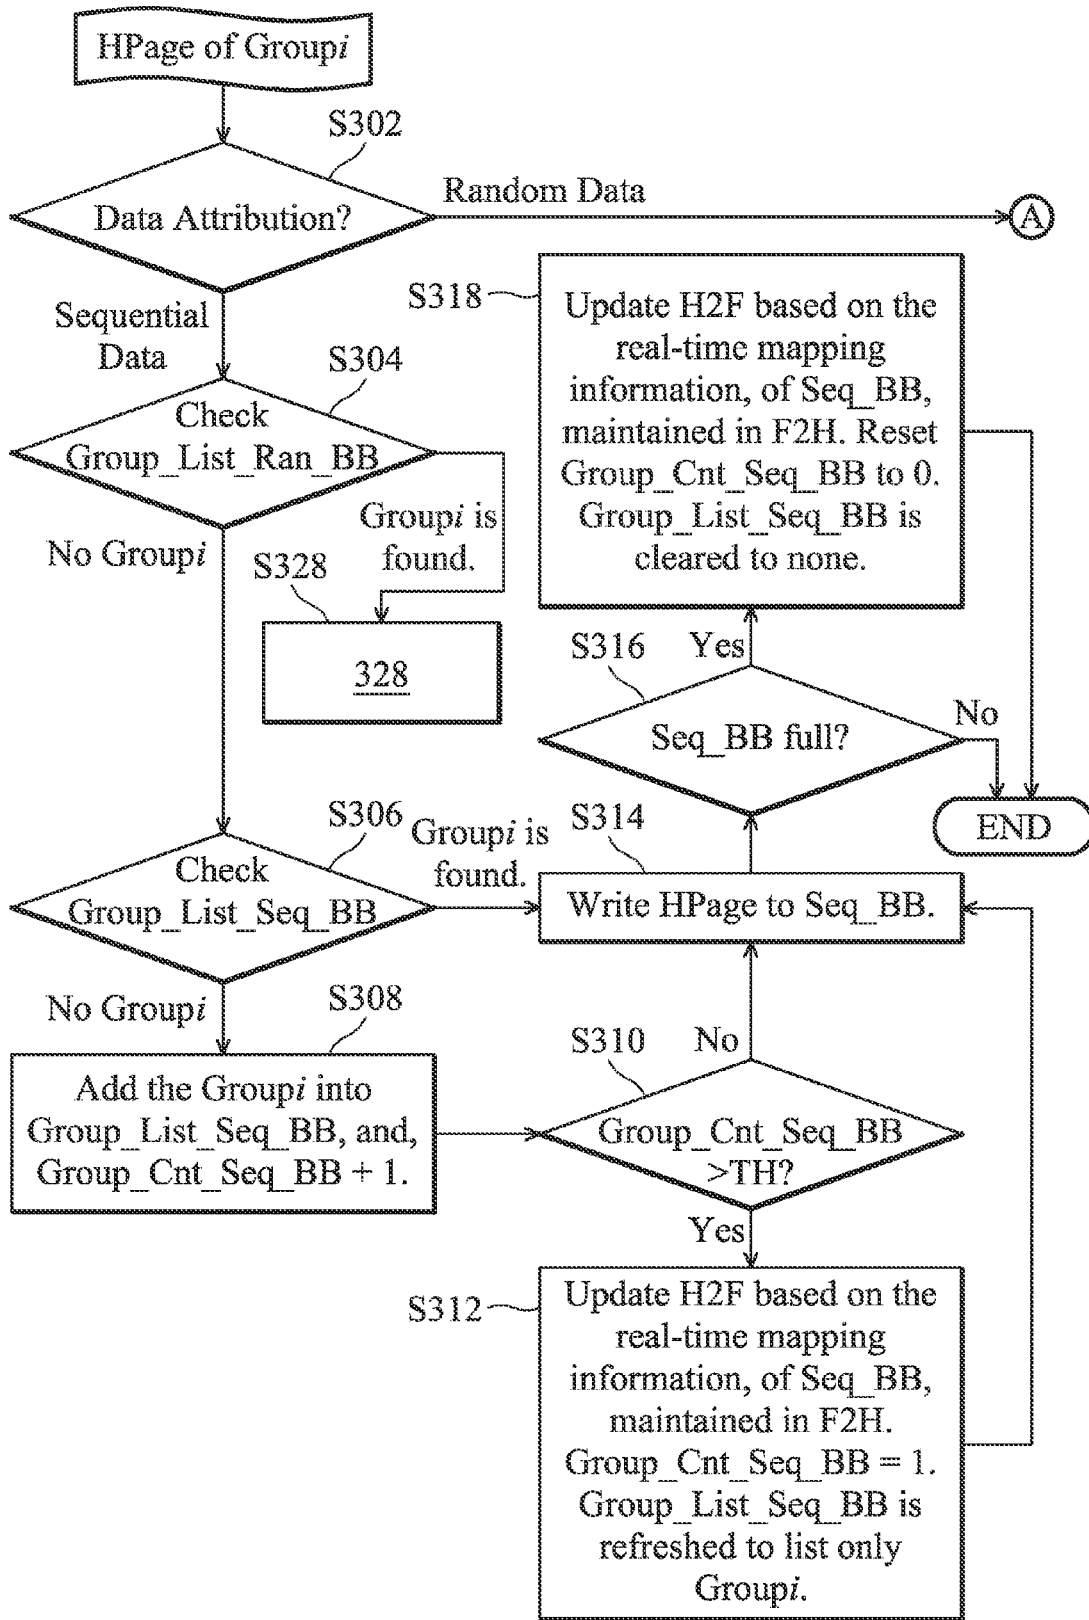 HPage of Groupi
S302
Data Attribution?
Random Data
A
Sequential
Data
S304
Check
Group_List_Ran_BB
Groupi is
found.
No Groupi
S328
328
S318
Update H2F based on the
real-time mapping
information, of Seq_BB,
maintained in F2H. Reset
Group_Cnt_Seq_BB to 0.
Group_List_Seq_BB is
cleared to none.
Yes
S316
Seq_BB full?
No
END
S306
Check
Group_List_Seq_BB
Groupi is
found.
S314
Write HPage to Seq_BB.
No Groupi
S308
Add the Groupi into
Group_List_Seq_BB, and,
Group_Cnt_Seq_BB + 1.
No
S310
Group_Cnt_Seq_BB
>TH?
Yes
S312
Update H2F based on the
real-time mapping
information, of Seq_BB,
maintained in F2H.
Group_Cnt_Seq_BB = 1.
Group_List_Seq_BB is
refreshed to list only
Groupi.